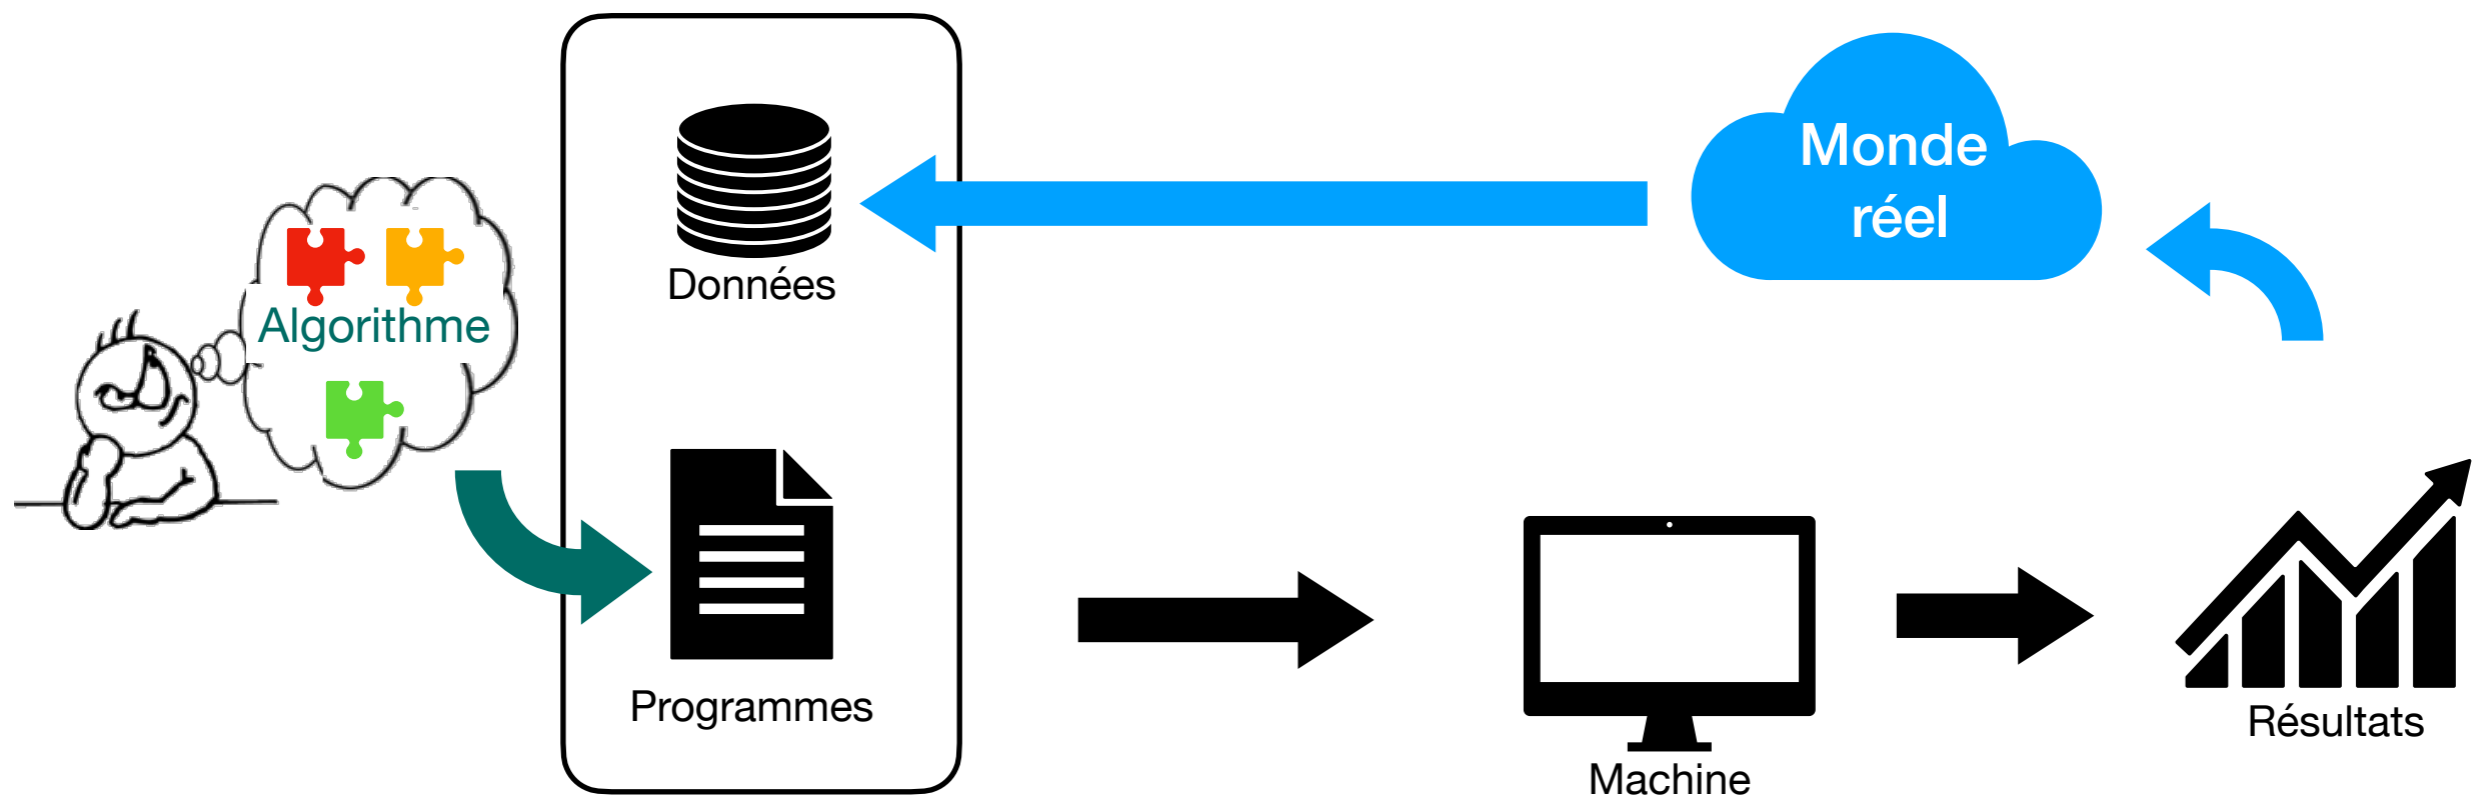 Algorithme
Données
Programmes
Monde
réel
Machine
Résultats